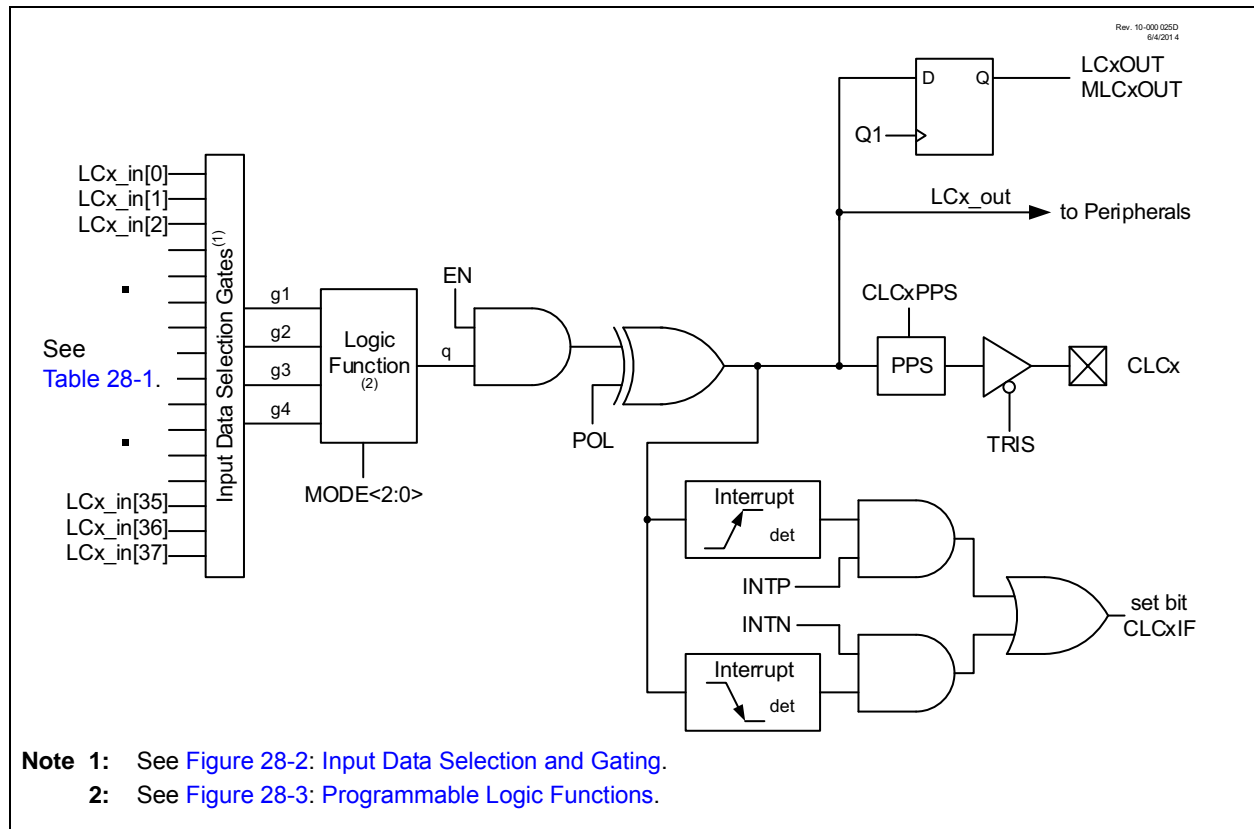 Rev. 10-000 025D
6/4/201 4
LCxOUT
MLCxOUT
D
Q
Q1
LCx_in[0]
LCx_in[1]
LCx_in[2]
LCx_out
to Peripherals
Input Data Selection Gates(1)
EN
CLCxPPS
g1
g2
g3
g4
Logic
Function
(2)
q
See
Table 28-1.
PPS
CLCx
POL
TRIS
MODE<2:0>
LCx_in[35]
LCx_in[36]
LCx_in[37]
Interrupt
det
INTP
INTN
set bit
CLCxIF
Interrupt
det
Note 1: See Figure 28-2: Input Data Selection and Gating.
2: See Figure 28-3: Programmable Logic Functions.